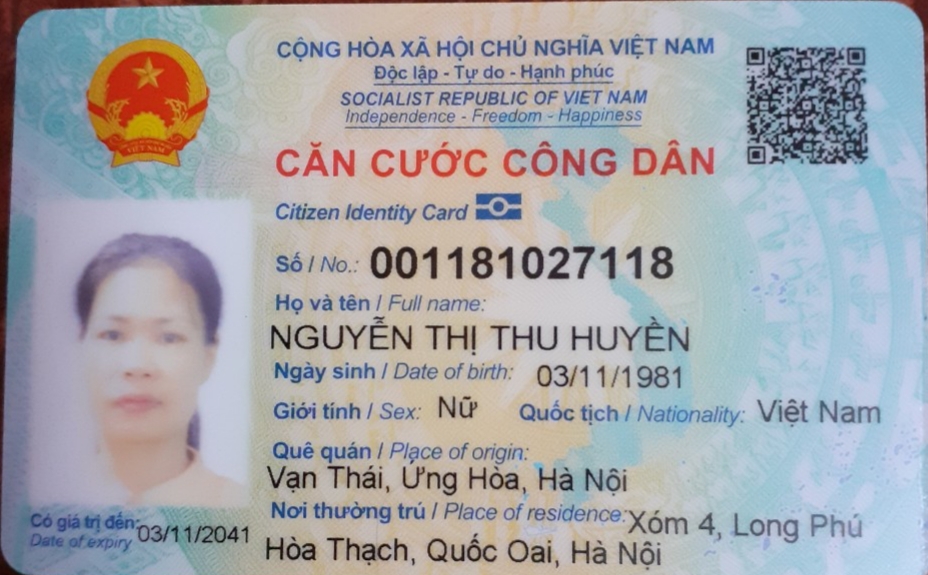 CỘNG HÒA XÃ HỘI CHỦ NGHĨA VIỆT NAM
Độc lập - Tự do - Hạnh phúc
SOCIALIST REPUBLIC OF VIET NAM
Independence - Freedom - Happiness
CĂN CƯỚC CÔNG DÂN
Citizen Identity Card
Số / No.: 001181027118
Họ và tên / Full name:
NGUYỄN THỊ THU HUYỀN
Ngày sinh / Date of birth: 03/11/1981
Giới tính / Sex: Nữ Quốc tịch / Nationality: Việt Nam
Quê quán / Place of origin:
Vạn Thái, Ứng Hòa, Hà Nội
Nơi thường trú / Place of residence: Xóm 4, Long Phú
Hòa Thạch, Quốc Oai, Hà Nội
Có giá trị đến: 03/11/2041
Date of expiry
VIỆT NAM